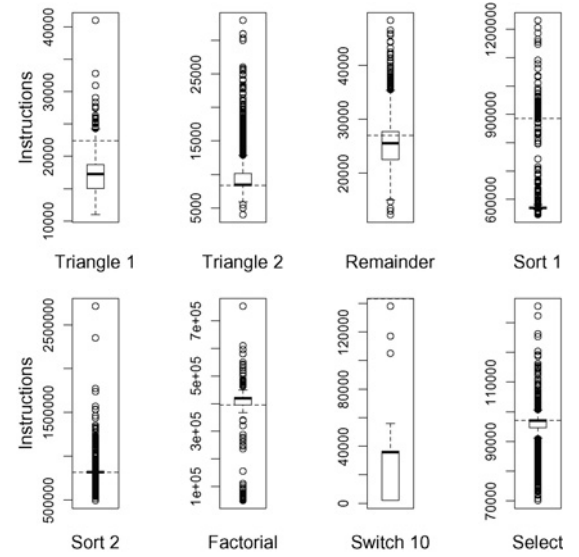 Instructions
10000 20000 30000 40000
5000 15000 25000
20000 30000 40000
600000 900000 1200000
Triangle 1 Triangle 2 Remainder Sort 1
Instructions
500000 1500000 2500000
1e+05 3e+05 5e+05 7e+05
0 40000 80000 120000
70000 90000 110000
Sort 2 Factorial Switch 10 Select